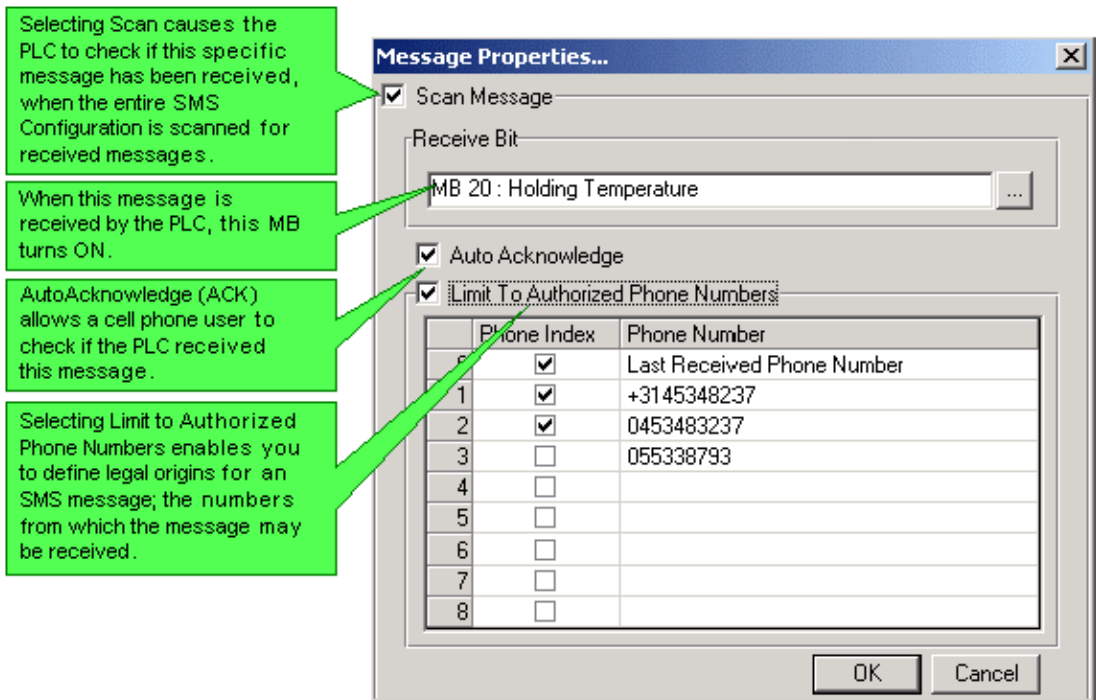 Selecting Scan causes the
PLC to check if this specific
message has been received,
when the entire SMS
Configuration is scanned for
received messages.
When this message is
received by the PLC, this MB
turns ON.
AutoAcknowledge (ACK)
allows a cell phone user to
check if the PLC received
this message.
Selecting Limit to Authorized
Phone Numbers enables you
to define legal origins for an
SMS message; the numbers
from which the message may
be received.
Message Properties...
Scan Message
Receive Bit
MB 20 : Holding Temperature
...
Auto Acknowledge
Limit To Authorized Phone Numbers
Phone Index Phone Number
0 Last Received Phone Number
1 +3145348237
2 0453483237
3 055338793
4
5
6
7
8
OK Cancel